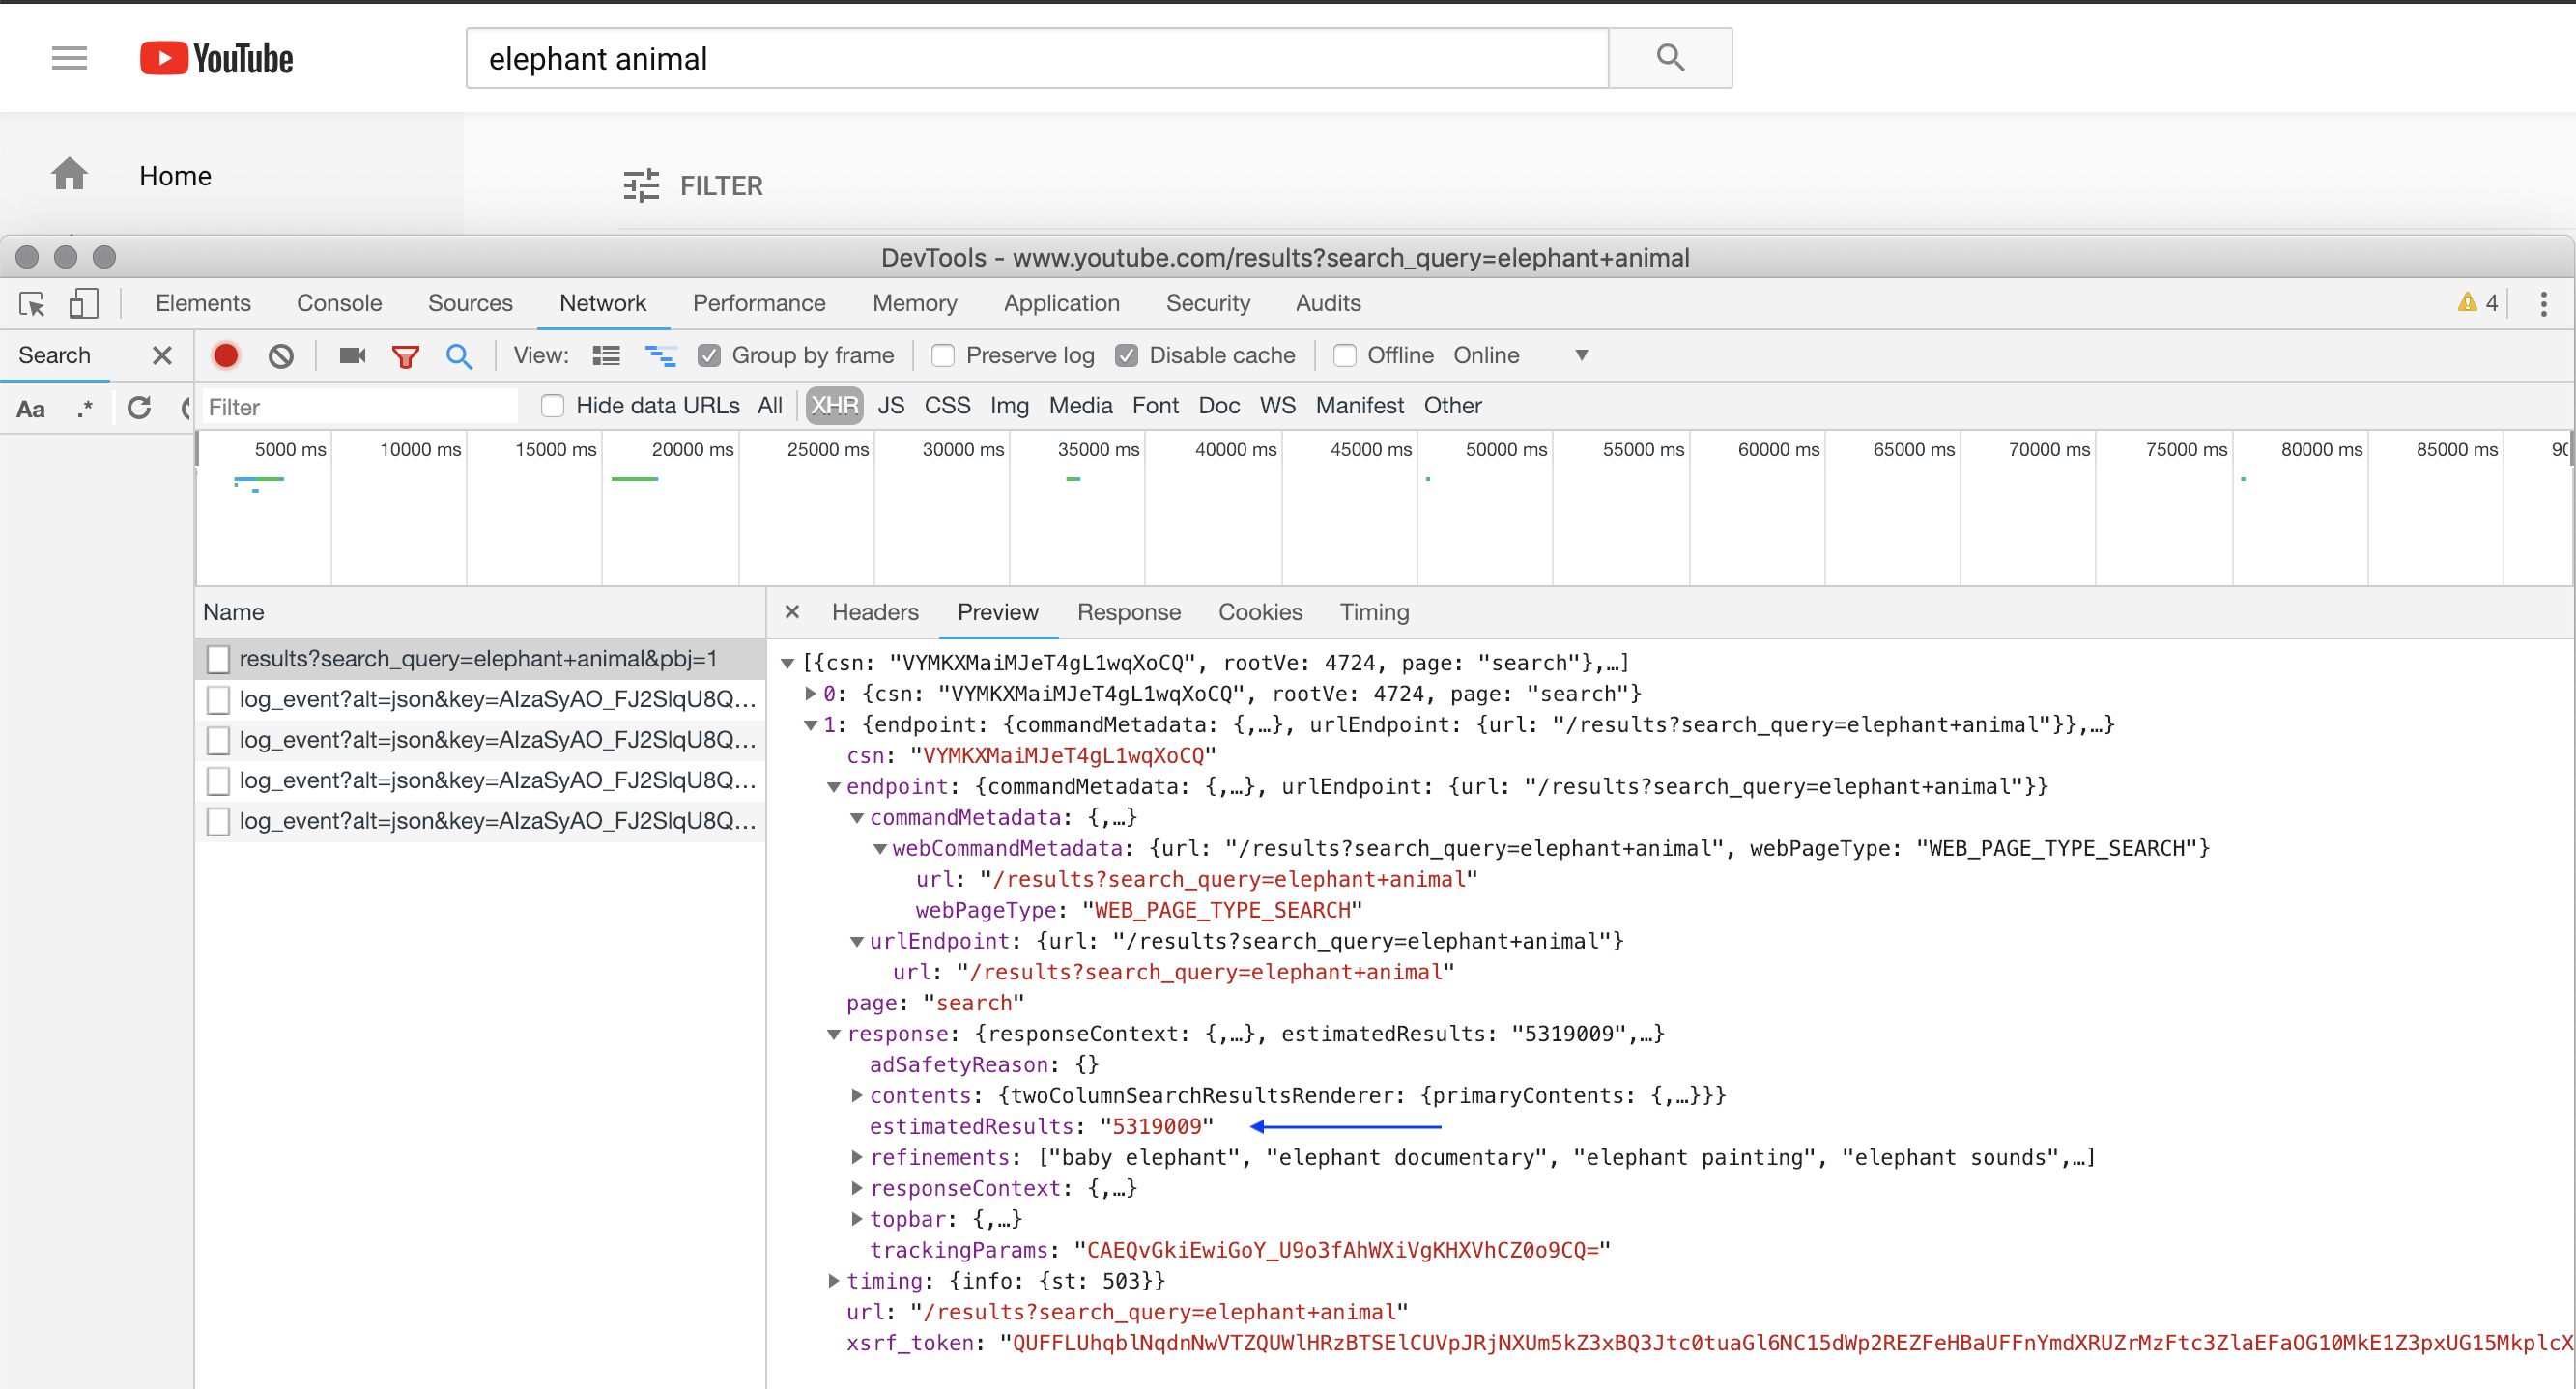 YouTube
elephant animal
Home
FILTER
DevTools - www.youtube.com/results?search_query=elephant+animal
Elements Console Sources Network Performance Memory Application Security Audits 4
Search View: Group by frame Preserve log Disable cache Offline Online
Aa .* Filter Hide data URLs All XHR JS CSS Img Media Font Doc WS Manifest Other
5000 ms 10000 ms 15000 ms 20000 ms 25000 ms 30000 ms 35000 ms 40000 ms 45000 ms 50000 ms 55000 ms 60000 ms 65000 ms 70000 ms 75000 ms 80000 ms 85000 ms
Name
results?search_query=elephant+animal&pbj=1
log_event?alt=json&key=AIzaSyAO_FJ2SlqU8Q…
log_event?alt=json&key=AIzaSyAO_FJ2SlqU8Q…
log_event?alt=json&key=AIzaSyAO_FJ2SlqU8Q…
log_event?alt=json&key=AIzaSyAO_FJ2SlqU8Q…
Headers Preview Response Cookies Timing
[{csn: "VYMKXMaiMJeT4gL1wqXoCQ", rootVe: 4724, page: "search"},…]
0: {csn: "VYMKXMaiMJeT4gL1wqXoCQ", rootVe: 4724, page: "search"}
1: {endpoint: {commandMetadata: {,…}, urlEndpoint: {url: "/results?search_query=elephant+animal"}},…}
csn: "VYMKXMaiMJeT4gL1wqXoCQ"
endpoint: {commandMetadata: {,…}, urlEndpoint: {url: "/results?search_query=elephant+animal"}}
commandMetadata: {,…}
webCommandMetadata: {url: "/results?search_query=elephant+animal", webPageType: "WEB_PAGE_TYPE_SEARCH"}
url: "/results?search_query=elephant+animal"
webPageType: "WEB_PAGE_TYPE_SEARCH"
urlEndpoint: {url: "/results?search_query=elephant+animal"}
url: "/results?search_query=elephant+animal"
page: "search"
response: {responseContext: {,…}, estimatedResults: "5319009",…}
adSafetyReason: {}
contents: {twoColumnSearchResultsRenderer: {primaryContents: {,…}}}
estimatedResults: "5319009"
refinements: ["baby elephant", "elephant documentary", "elephant painting", "elephant sounds",…]
responseContext: {,…}
topbar: {,…}
trackingParams: "CAEQvGkiEwiGoY_U9o3fAhWXiVgKHXVhCZ0o9CQ="
timing: {info: {st: 503}}
url: "/results?search_query=elephant+animal"
xsrf_token: "QUFFLUhqblNqdnNwVTZQUWlHRzBTSElCUVpJRjNXUm5kZ3xBQ3Jtc0tuaGl6NC15dWp2REZFeHBaUFFnYmdXRUZrMzFtc3ZlaEFaOG10MkE1Z3pxUG15MkplcX